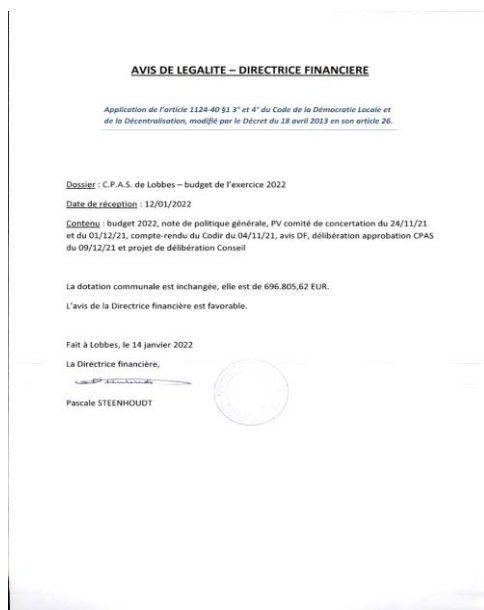 AVIS DE LEGALITE – DIRECTRICE FINANCIERE
Application de l'article 1124-40 §1 3° et 4° du Code de la Démocratie Locale et
de la Décentralisation, modifié par le Décret du 18 avril 2013 en son article 26.
Dossier : C.P.A.S. de Lobbes – budget de l'exercice 2022
Date de réception : 12/01/2022
Contenu : budget 2022, note de politique générale, PV comité de concertation du 24/11/21
et du 01/12/21, compte-rendu du Codir du 04/11/21, avis DF, délibération approbation CPAS
du 09/12/21 et projet de délibération Conseil
La dotation communale est inchangée, elle est de 696.805,62 EUR.
L'avis de la Directrice financière est favorable.
Fait à Lobbes, le 14 janvier 2022
La Directrice financière,
Pascale STEENHOUDT